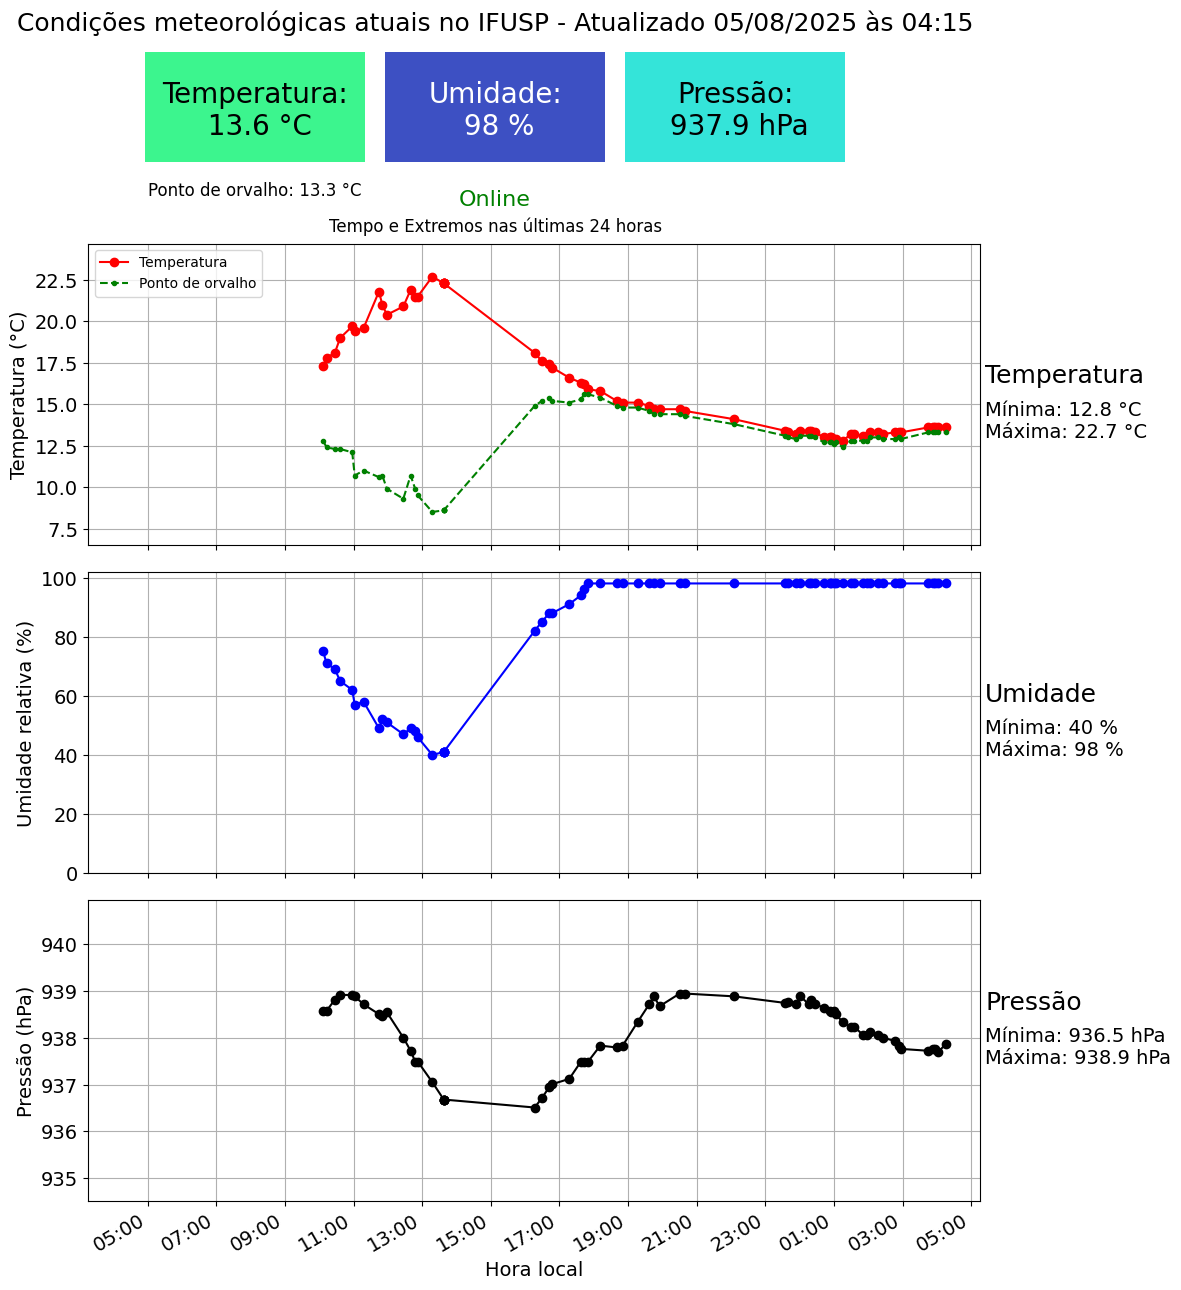 Condições meteorológicas atuais no IFUSP - Atualizado 05/08/2025 às 04:15
Temperatura:
13.6 °C
Umidade:
98 %
Pressão:
937.9 hPa
Ponto de orvalho: 13.3 °C
Online
Tempo e Extremos nas últimas 24 horas
Temperatura
Ponto de orvalho
Temperatura (°C)
22.5
20.0
17.5
15.0
12.5
10.0
7.5
Temperatura
Mínima: 12.8 °C
Máxima: 22.7 °C
Umidade relativa (%)
100
80
60
40
20
0
Umidade
Mínima: 40 %
Máxima: 98 %
Pressão (hPa)
940
939
938
937
936
935
Pressão
Mínima: 936.5 hPa
Máxima: 938.9 hPa
05:00
07:00
09:00
11:00
13:00
15:00
17:00
19:00
21:00
23:00
01:00
03:00
05:00
Hora local